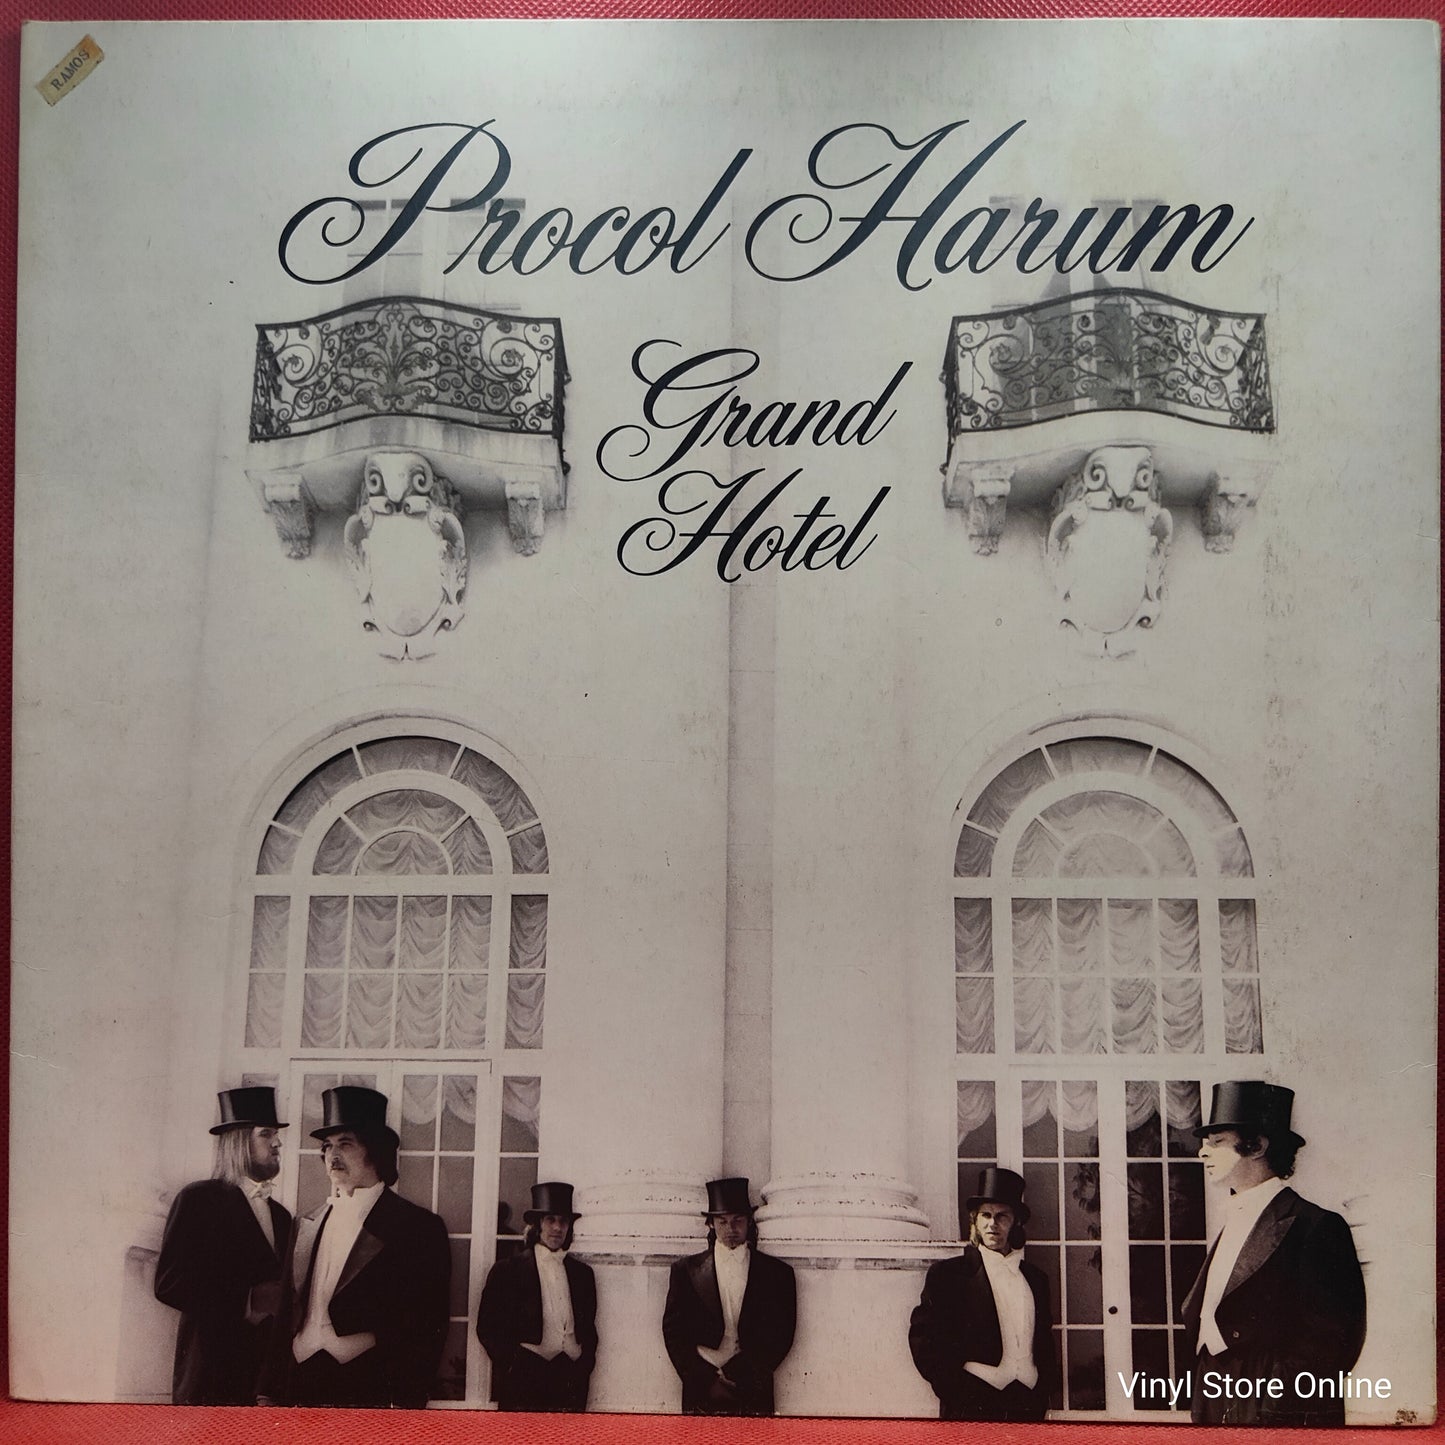 RAMOS
Procol Harum
Grand
Hotel
Vinyl Store Online